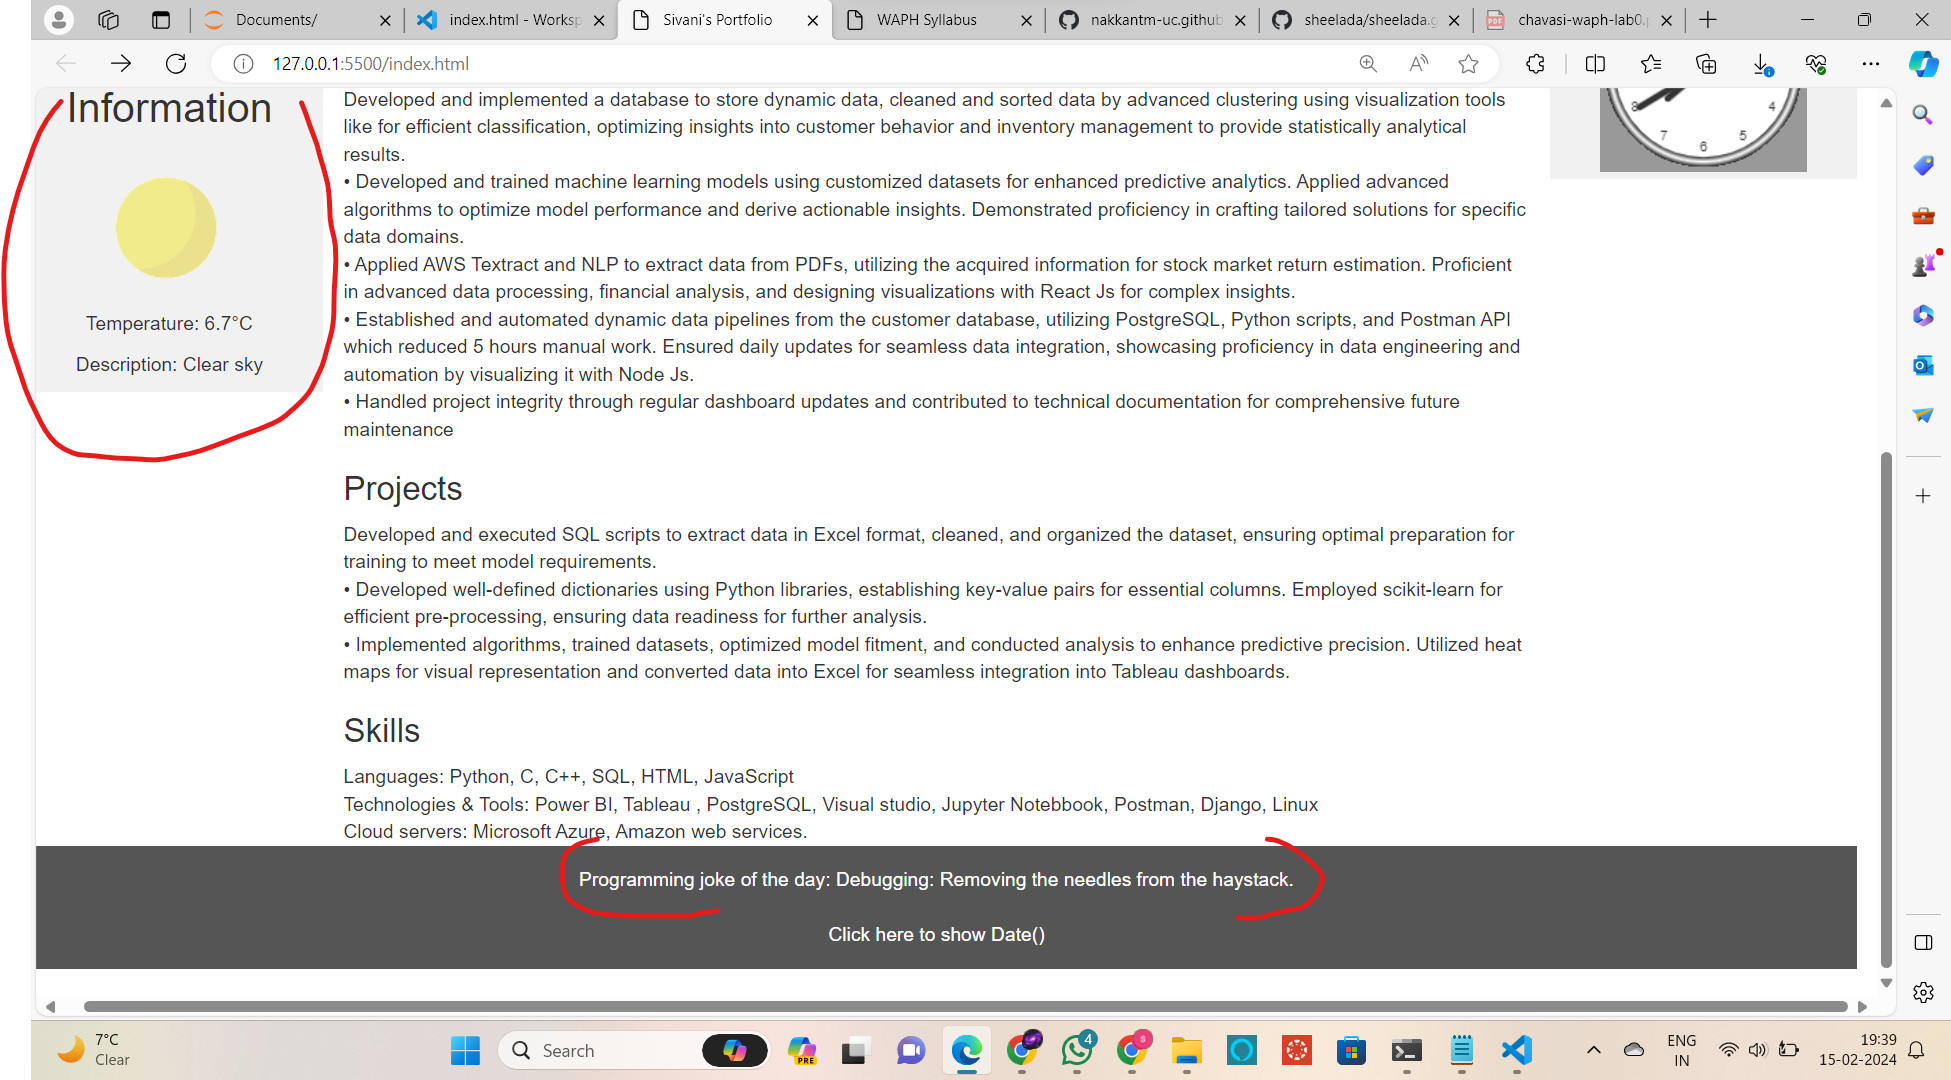 Documents/
index.html - Worksp
Sivani's Portfolio
WAPH Syllabus
nakkantm-uc.github
sheelada/sheelada.g
PDF
chavasi-waph-lab0.p
127.0.0.1:5500/index.html
Information
Temperature: 6.7°C
Description: Clear sky
Developed and implemented a database to store dynamic data, cleaned and sorted data by advanced clustering using visualization tools
like for efficient classification, optimizing insights into customer behavior and inventory management to provide statistically analytical
results.
• Developed and trained machine learning models using customized datasets for enhanced predictive analytics. Applied advanced
algorithms to optimize model performance and derive actionable insights. Demonstrated proficiency in crafting tailored solutions for specific
data domains.
• Applied AWS Textract and NLP to extract data from PDFs, utilizing the acquired information for stock market return estimation. Proficient
in advanced data processing, financial analysis, and designing visualizations with React Js for complex insights.
• Established and automated dynamic data pipelines from the customer database, utilizing PostgreSQL, Python scripts, and Postman API
which reduced 5 hours manual work. Ensured daily updates for seamless data integration, showcasing proficiency in data engineering and
automation by visualizing it with Node Js.
• Handled project integrity through regular dashboard updates and contributed to technical documentation for comprehensive future
maintenance
8
7
6
5
4
Projects
Developed and executed SQL scripts to extract data in Excel format, cleaned, and organized the dataset, ensuring optimal preparation for
training to meet model requirements.
• Developed well-defined dictionaries using Python libraries, establishing key-value pairs for essential columns. Employed scikit-learn for
efficient pre-processing, ensuring data readiness for further analysis.
• Implemented algorithms, trained datasets, optimized model fitment, and conducted analysis to enhance predictive precision. Utilized heat
maps for visual representation and converted data into Excel for seamless integration into Tableau dashboards.
Skills
Languages: Python, C, C++, SQL, HTML, JavaScript
Technologies & Tools: Power BI, Tableau , PostgreSQL, Visual studio, Jupyter Notebbook, Postman, Django, Linux
Cloud servers: Microsoft Azure, Amazon web services.
Programming joke of the day: Debugging: Removing the needles from the haystack.
Click here to show Date()
7°C
Clear
Search
PRE
4
S
ENG
IN
19:39
15-02-2024